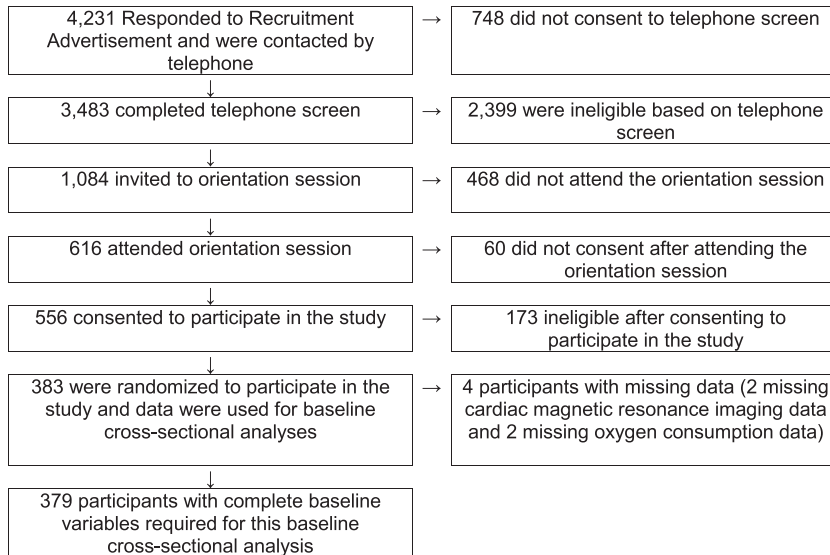 4,231 Responded to Recruitment
Advertisement and were contacted by
telephone
→
748 did not consent to telephone screen
↓
3,483 completed telephone screen
→
2,399 were ineligible based on telephone
screen
↓
1,084 invited to orientation session
→
468 did not attend the orientation session
↓
616 attended orientation session
→
60 did not consent after attending the
orientation session
↓
556 consented to participate in the study
→
173 ineligible after consenting to
participate in the study
↓
383 were randomized to participate in the
study and data were used for baseline
cross-sectional analyses
→
4 participants with missing data (2 missing
cardiac magnetic resonance imaging data
and 2 missing oxygen consumption data)
↓
379 participants with complete baseline
variables required for this baseline
cross-sectional analysis